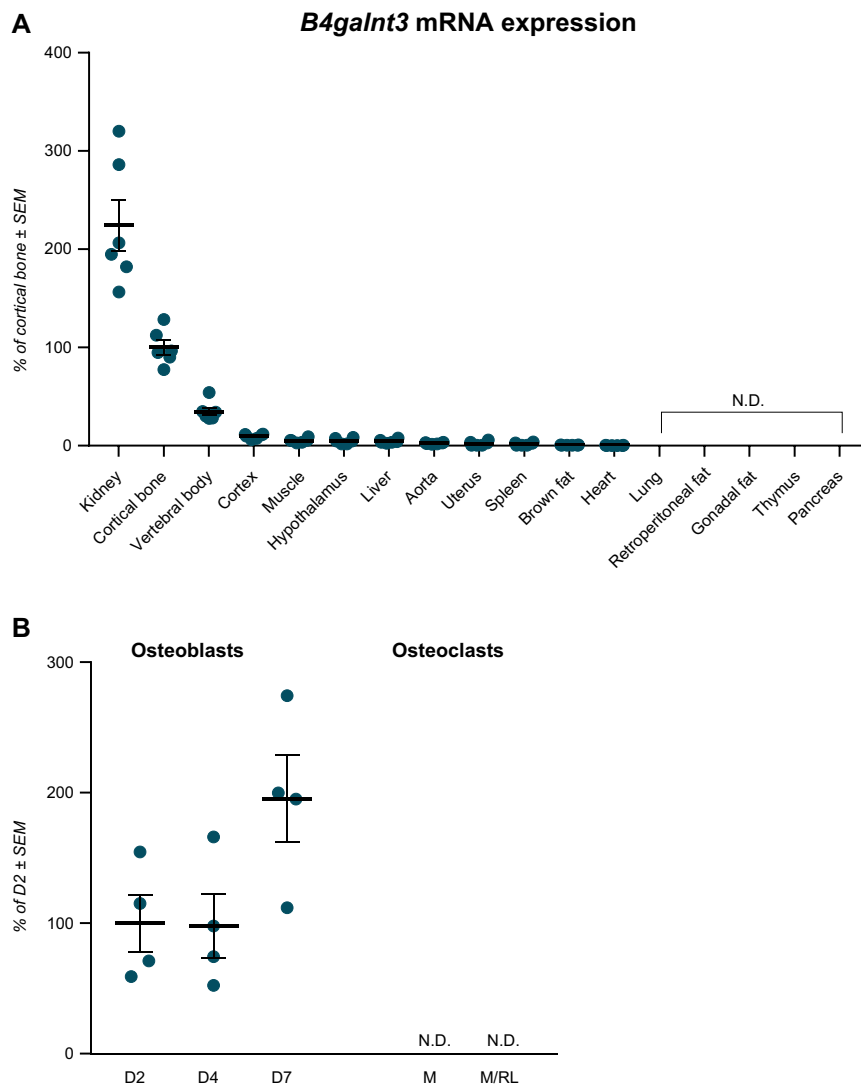 A
B4galnt3 mRNA expression
% of cortical bone ± SEM
400
300
200
100
0
N.D.
Kidney
Cortical bone
Vertebral body
Cortex
Muscle
Hypothalamus
Liver
Aorta
Uterus
Spleen
Brown fat
Heart
Lung
Retroperitoneal fat
Gonadal fat
Thymus
Pancreas
B
Osteoblasts
Osteoclasts
% of D2 ± SEM
300
200
100
0
N.D.
N.D.
D2
D4
D7
M
M/RL